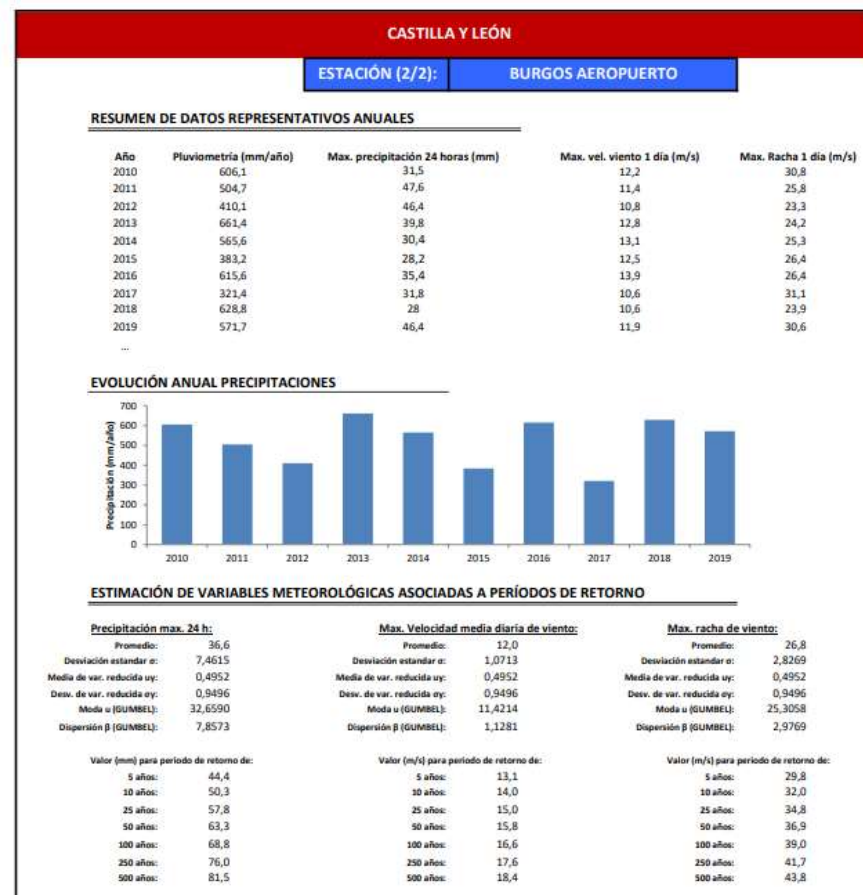 CASTILLA Y LEÓN
ESTACIÓN (2/2): BURGOS AEROPUERTO
RESUMEN DE DATOS REPRESENTATIVOS ANUALES
Año Pluviometría (mm/año) Max. precipitación 24 horas (mm) Max. vel. viento 1 día (m/s) Max. Racha 1 día (m/s)
2010 606,1 31,5 12,2 30,8
2011 504,7 47,6 11,4 25,8
2012 410,1 46,4 10,8 23,3
2013 661,4 39,8 12,8 24,2
2014 565,6 30,4 13,1 25,3
2015 383,2 28,2 12,5 26,4
2016 615,6 35,4 13,9 26,4
2017 321,4 31,8 10,6 31,1
2018 628,8 28 10,6 23,9
2019 571,7 46,4 11,9 30,6
...
EVOLUCIÓN ANUAL PRECIPITACIONES
Precipitación (mm/año)
700
600
500
400
300
200
100
0
2010 2011 2012 2013 2014 2015 2016 2017 2018 2019
ESTIMACIÓN DE VARIABLES METEOROLÓGICAS ASOCIADAS A PERÍODOS DE RETORNO
Precipitación max. 24 h: Max. Velocidad media diaria de viento: Max. racha de viento:
Promedio: 36,6 Promedio: 12,0 Promedio: 26,8
Desviación estandar σ: 7,4615 Desviación estandar σ: 1,0713 Desviación estandar σ: 2,8269
Media de var. reducida uy: 0,4952 Media de var. reducida uy: 0,4952 Media de var. reducida uy: 0,4952
Desv. de var. reducida σy: 0,9496 Desv. de var. reducida σy: 0,9496 Desv. de var. reducida σy: 0,9496
Moda u (GUMBEL): 32,6590 Moda u (GUMBEL): 11,4214 Moda u (GUMBEL): 25,3058
Dispersión β (GUMBEL): 7,8573 Dispersión β (GUMBEL): 1,1281 Dispersión β (GUMBEL): 2,9769
Valor (mm) para periodo de retorno de: Valor (m/s) para periodo de retorno de: Valor (m/s) para periodo de retorno de:
5 años: 44,4 5 años: 13,1 5 años: 29,8
10 años: 50,3 10 años: 14,0 10 años: 32,0
25 años: 57,8 25 años: 15,0 25 años: 34,8
50 años: 63,3 50 años: 15,8 50 años: 36,9
100 años: 68,8 100 años: 16,6 100 años: 39,0
250 años: 76,0 250 años: 17,6 250 años: 41,7
500 años: 81,5 500 años: 18,4 500 años: 43,8